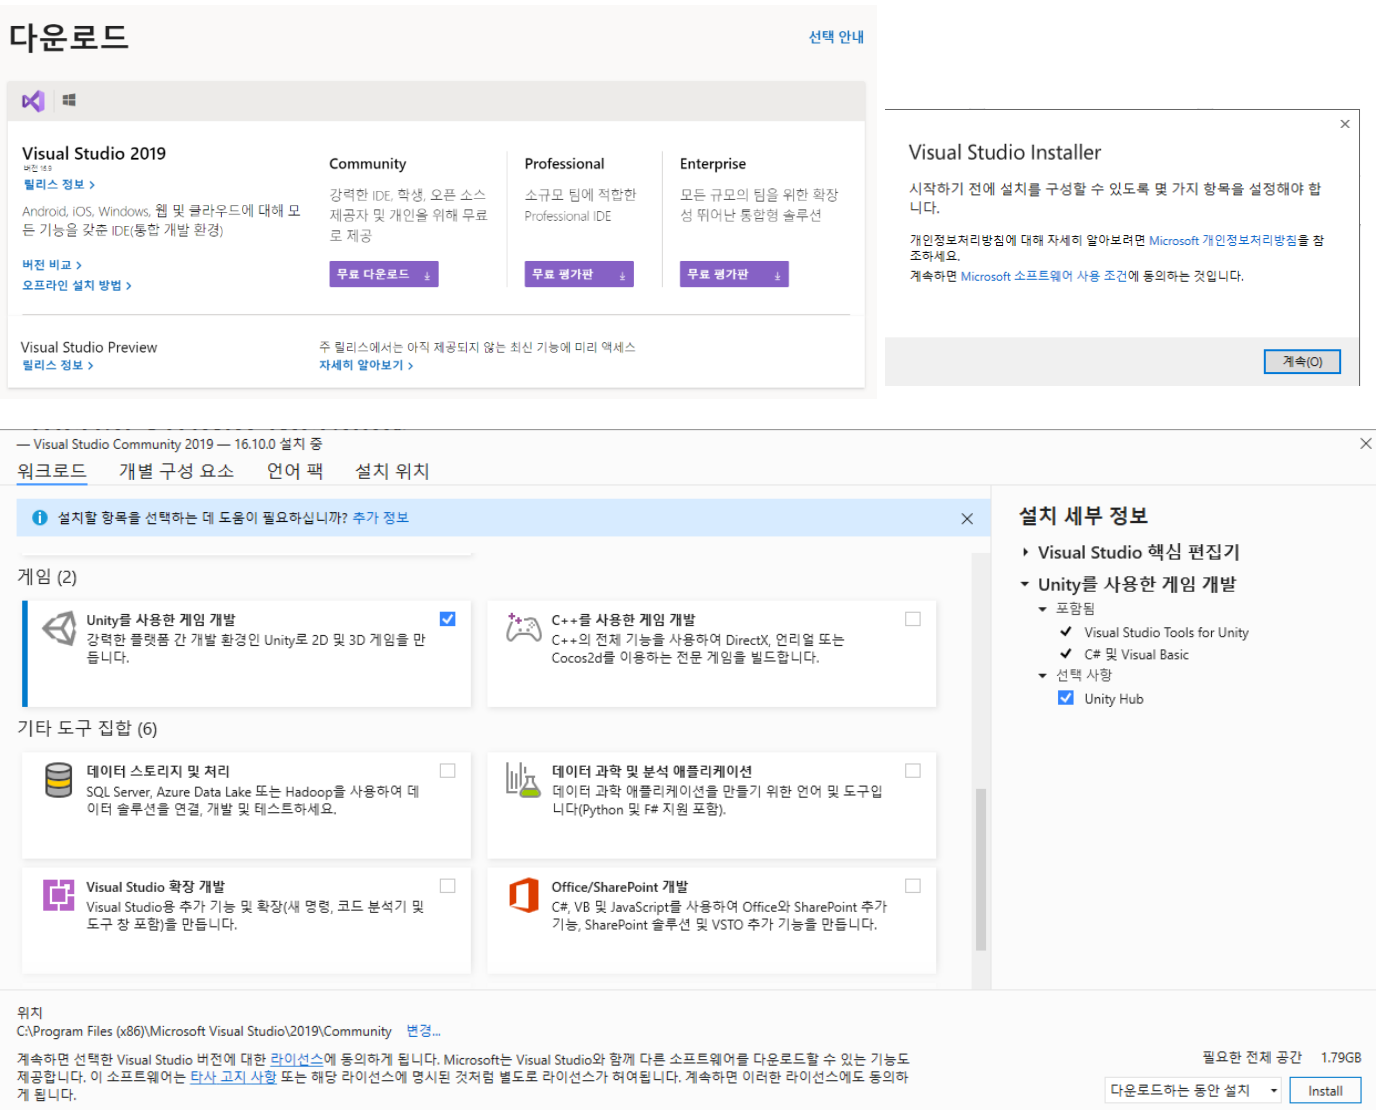 다운로드
선택 안내
Visual Studio 2019
버전 16.9
릴리스 정보 >
Android, iOS, Windows, 웹 및 클라우드에 대해 모
든 기능을 갖춘 IDE(통합 개발 환경)
버전 비교 >
오프라인 설치 방법 >
Community
강력한 IDE, 학생, 오픈 소스
제공자 및 개인을 위해 무료
로 제공
무료 다운로드
Professional
소규모 팀에 적합한
Professional IDE
무료 평가판
Enterprise
모든 규모의 팀을 위한 확장
성 뛰어난 통합형 솔루션
무료 평가판
Visual Studio Preview
릴리스 정보 >
주 릴리스에서는 아직 제공되지 않는 최신 기능에 미리 액세스
자세히 알아보기 >
Visual Studio Installer
시작하기 전에 설치를 구성할 수 있도록 몇 가지 항목을 설정해야 합
니다.
개인정보처리방침에 대해 자세히 알아보려면 Microsoft 개인정보처리방침을 참
조하세요.
계속하면 Microsoft 소프트웨어 사용 조건에 동의하는 것입니다.
계속(O)
— Visual Studio Community 2019 — 16.10.0 설치 중
워크로드 개별 구성 요소 언어 팩 설치 위치
설치할 항목을 선택하는 데 도움이 필요하십니까? 추가 정보
게임 (2)
Unity를 사용한 게임 개발
강력한 플랫폼 간 개발 환경인 Unity로 2D 및 3D 게임을 만
듭니다.
C++를 사용한 게임 개발
C++의 전체 기능을 사용하여 DirectX, 언리얼 또는
Cocos2d를 이용하는 전문 게임을 빌드합니다.
기타 도구 집합 (6)
데이터 스토리지 및 처리
SQL Server, Azure Data Lake 또는 Hadoop을 사용하여 데
이터 솔루션을 연결, 개발 및 테스트하세요.
데이터 과학 및 분석 애플리케이션
데이터 과학 애플리케이션을 만들기 위한 언어 및 도구입
니다(Python 및 F# 지원 포함).
Visual Studio 확장 개발
Visual Studio용 추가 기능 및 확장(새 명령, 코드 분석기 및
도구 창 포함)을 만듭니다.
Office/SharePoint 개발
C#, VB 및 JavaScript를 사용하여 Office와 SharePoint 추가
기능, SharePoint 솔루션 및 VSTO 추가 기능을 만듭니다.
설치 세부 정보
Visual Studio 핵심 편집기
Unity를 사용한 게임 개발
포함됨
Visual Studio Tools for Unity
C# 및 Visual Basic
선택 사항
Unity Hub
위치
C:\Program Files (x86)\Microsoft Visual Studio\2019\Community 변경...
계속하면 선택한 Visual Studio 버전에 대한 라이선스에 동의하게 됩니다. Microsoft는 Visual Studio와 함께 다른 소프트웨어를 다운로드할 수 있는 기능도
제공합니다. 이 소프트웨어는 타사 고지 사항 또는 해당 라이선스에 명시된 것처럼 별도로 라이선스가 허여됩니다. 계속하면 이러한 라이선스에도 동의하
게 됩니다.
필요한 전체 공간 1.79GB
다운로드하는 동안 설치
Install